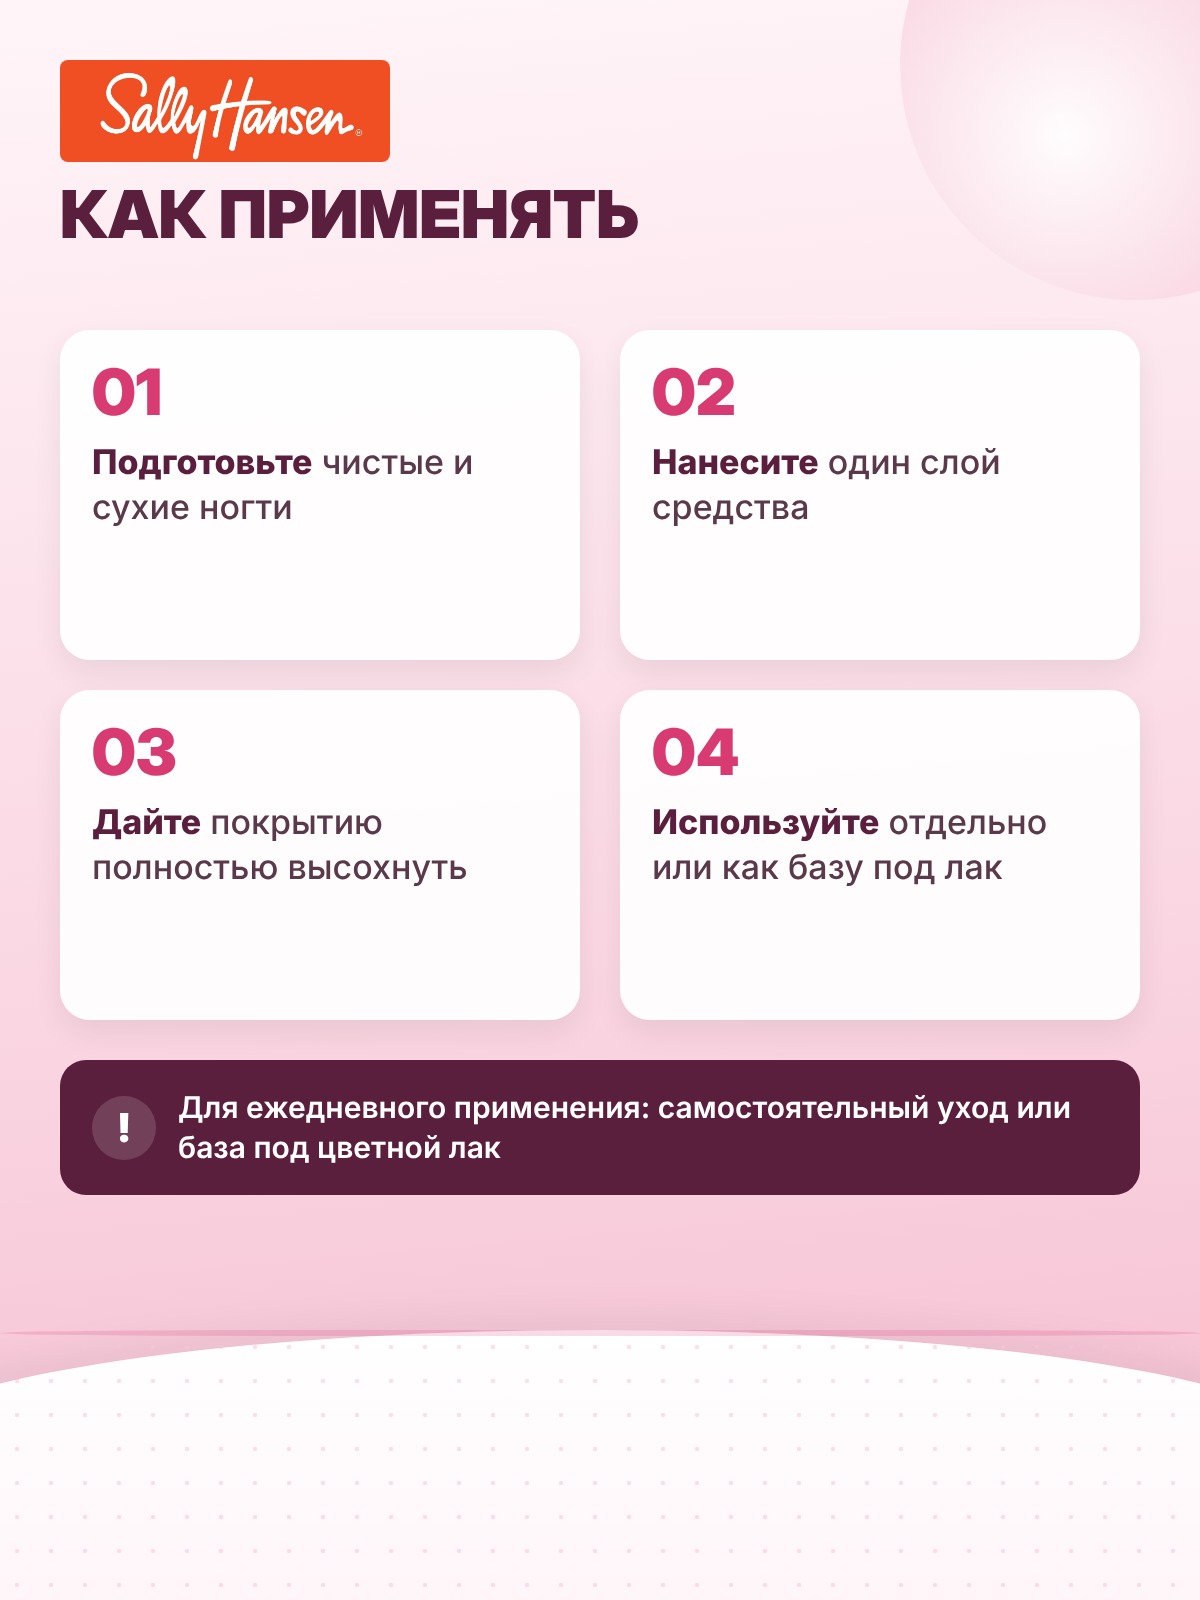 Sally Hansen®
КАК ПРИМЕНЯТЬ
01
Подготовьте чистые и
сухие ногти
02
Нанесите один слой
средства
03
Дайте покрытию
полностью высохнуть
04
Используйте отдельно
или как базу под лак
!
Для ежедневного применения: самостоятельный уход или
база под цветной лак